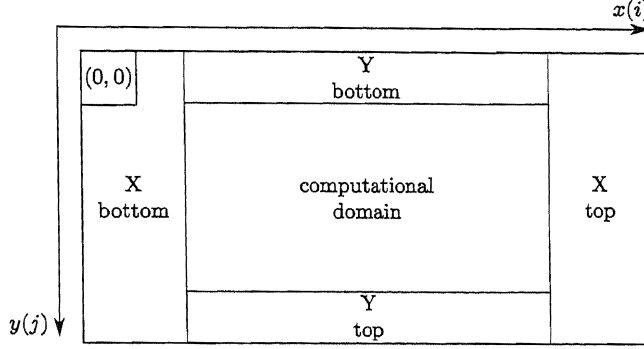 x(i)
(0, 0)
Y
bottom
X
bottom
computational
domain
X
top
Y
top
y(j)